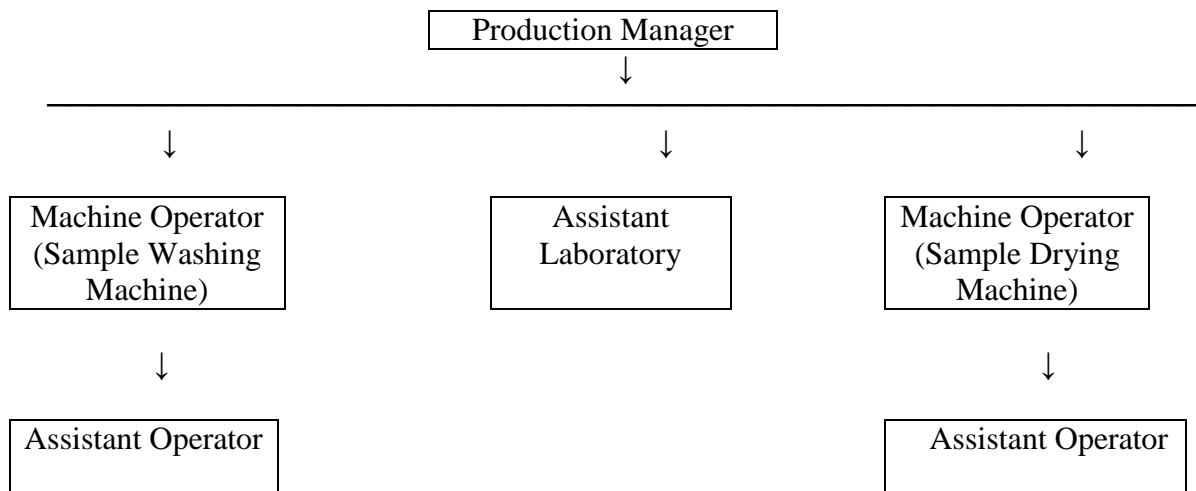 Production Manager
↓
↓ ↓ ↓
Machine Operator
(Sample Washing
Machine)
Assistant
Laboratory
Machine Operator
(Sample Drying
Machine)
↓ ↓
Assistant Operator
Assistant Operator